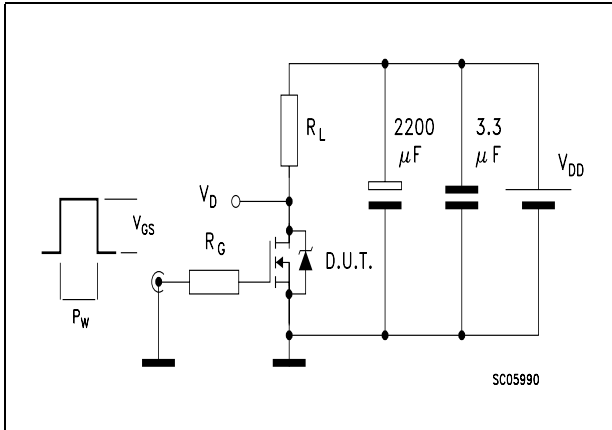 R_L
2200
μF
3.3
μF
V_DD
V_D
V_GS
R_G
D.U.T.
P_W
SC05990